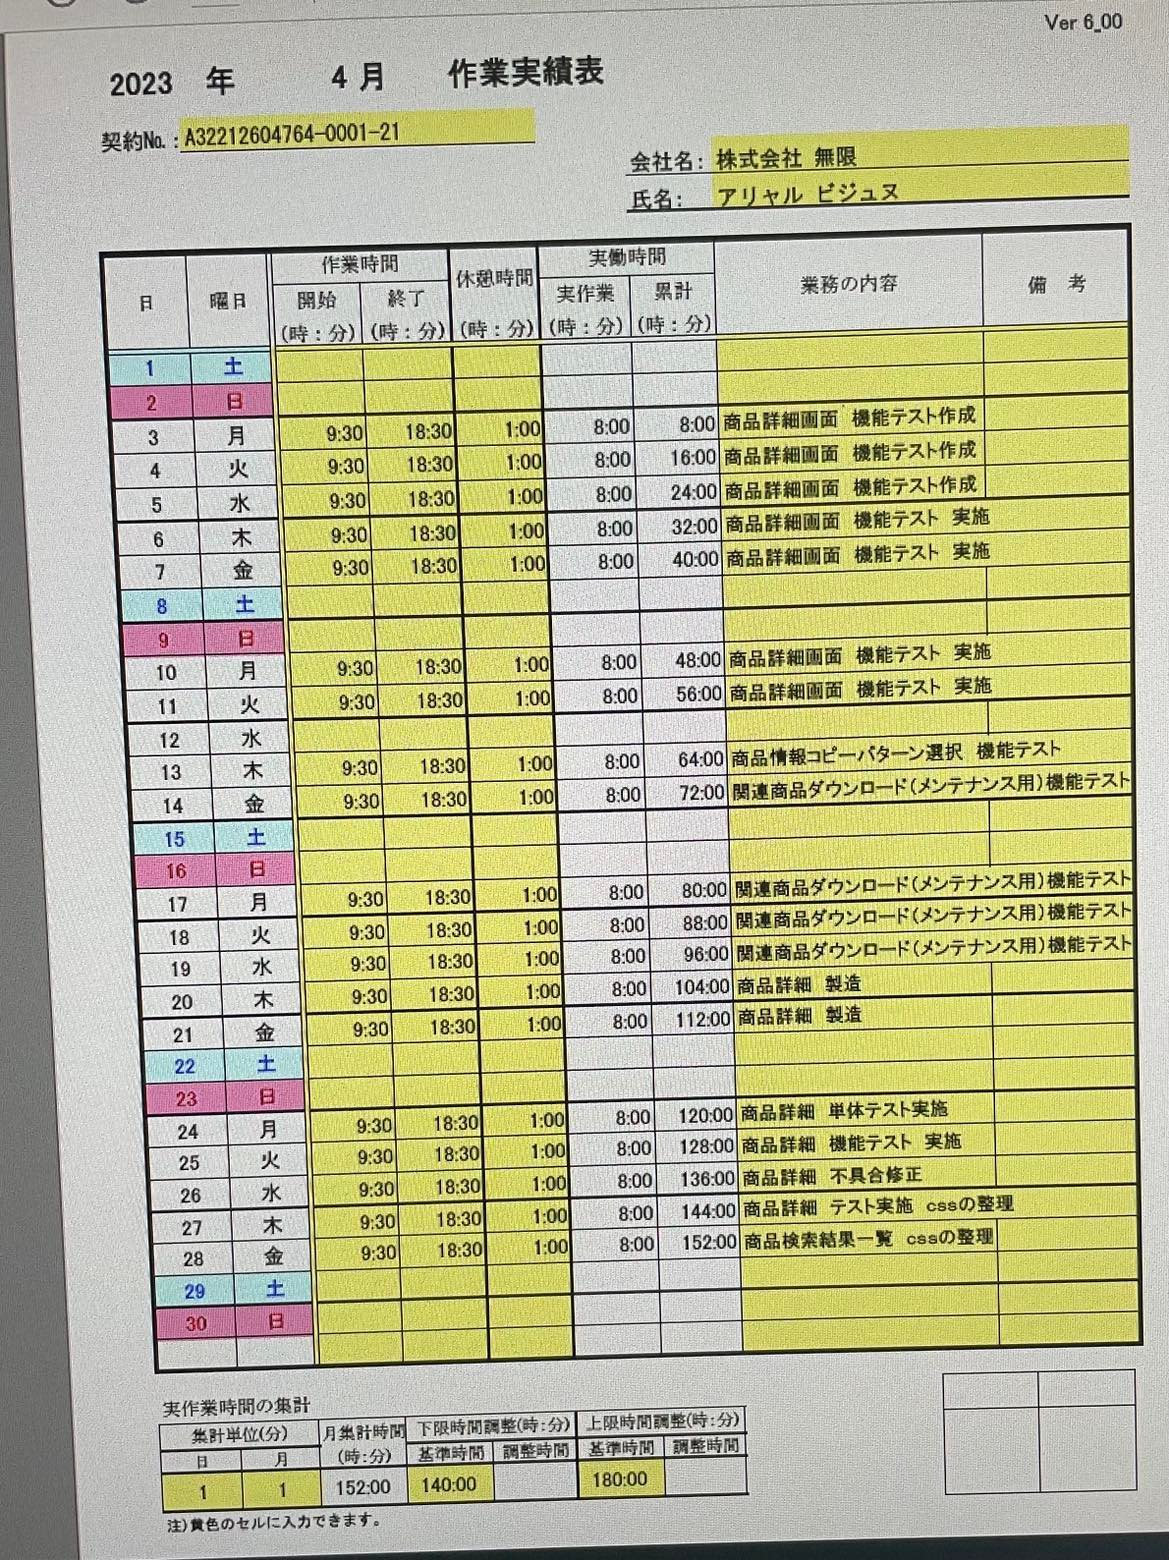 Ver 6_00
2023 年 4 月 作業実績表
契約No. : A32212604764-0001-21
会社名: 株式会社 無限
氏名: アリャル ビジュヌ
日 曜日 作業時間 休憩時間 実働時間 業務の内容 備 考
開始 終了 実作業 累計
(時:分) (時:分) (時:分) (時:分) (時:分)
1 土
2 日
3 月 9:30 18:30 1:00 8:00 8:00 商品詳細画面 機能テスト作成
4 火 9:30 18:30 1:00 8:00 16:00 商品詳細画面 機能テスト作成
5 水 9:30 18:30 1:00 8:00 24:00 商品詳細画面 機能テスト作成
6 木 9:30 18:30 1:00 8:00 32:00 商品詳細画面 機能テスト 実施
7 金 9:30 18:30 1:00 8:00 40:00 商品詳細画面 機能テスト 実施
8 土
9 日
10 月 9:30 18:30 1:00 8:00 48:00 商品詳細画面 機能テスト 実施
11 火 9:30 18:30 1:00 8:00 56:00 商品詳細画面 機能テスト 実施
12 水
13 木 9:30 18:30 1:00 8:00 64:00 商品情報コピーパターン選択 機能テスト
14 金 9:30 18:30 1:00 8:00 72:00 関連商品ダウンロード(メンテナンス用)機能テスト
15 土
16 日
17 月 9:30 18:30 1:00 8:00 80:00 関連商品ダウンロード(メンテナンス用)機能テスト
18 火 9:30 18:30 1:00 8:00 88:00 関連商品ダウンロード(メンテナンス用)機能テスト
19 水 9:30 18:30 1:00 8:00 96:00 関連商品ダウンロード(メンテナンス用)機能テスト
20 木 9:30 18:30 1:00 8:00 104:00 商品詳細 製造
21 金 9:30 18:30 1:00 8:00 112:00 商品詳細 製造
22 土
23 日
24 月 9:30 18:30 1:00 8:00 120:00 商品詳細 単体テスト実施
25 火 9:30 18:30 1:00 8:00 128:00 商品詳細 機能テスト 実施
26 水 9:30 18:30 1:00 8:00 136:00 商品詳細 不具合修正
27 木 9:30 18:30 1:00 8:00 144:00 商品詳細 テスト実施 cssの整理
28 金 9:30 18:30 1:00 8:00 152:00 商品検索結果一覧 cssの整理
29 土
30 日
実作業時間の集計
集計単位(分) 月集計時間 下限時間調整(時:分) 上限時間調整(時:分)
日 月 (時:分) 基準時間 調整時間 基準時間 調整時間
1 1 152:00 140:00 180:00
注)黄色のセルに入力できます。